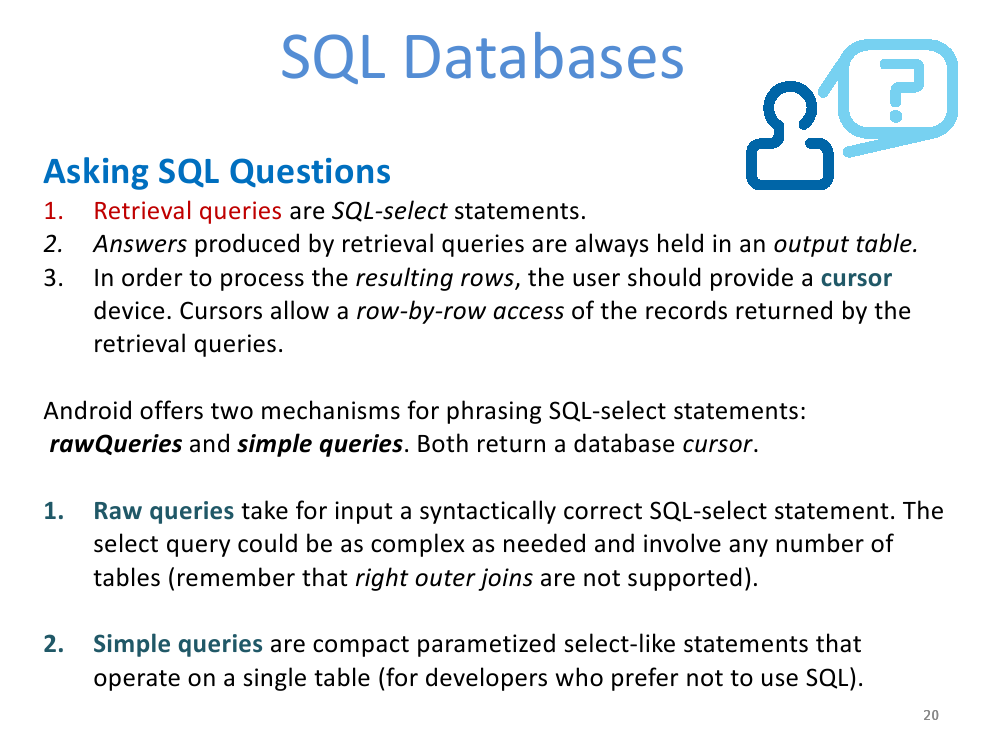 SQL Databases
?
Asking SQL Questions
1. Retrieval queries are SQL-select statements.
2. Answers produced by retrieval queries are always held in an output table.
3. In order to process the resulting rows, the user should provide a cursor
device. Cursors allow a row-by-row access of the records returned by the
retrieval queries.
Android offers two mechanisms for phrasing SQL-select statements:
rawQueries and simple queries. Both return a database cursor.
1. Raw queries take for input a syntactically correct SQL-select statement. The
select query could be as complex as needed and involve any number of
tables (remember that right outer joins are not supported).
2. Simple queries are compact parametized select-like statements that
operate on a single table (for developers who prefer not to use SQL).
20